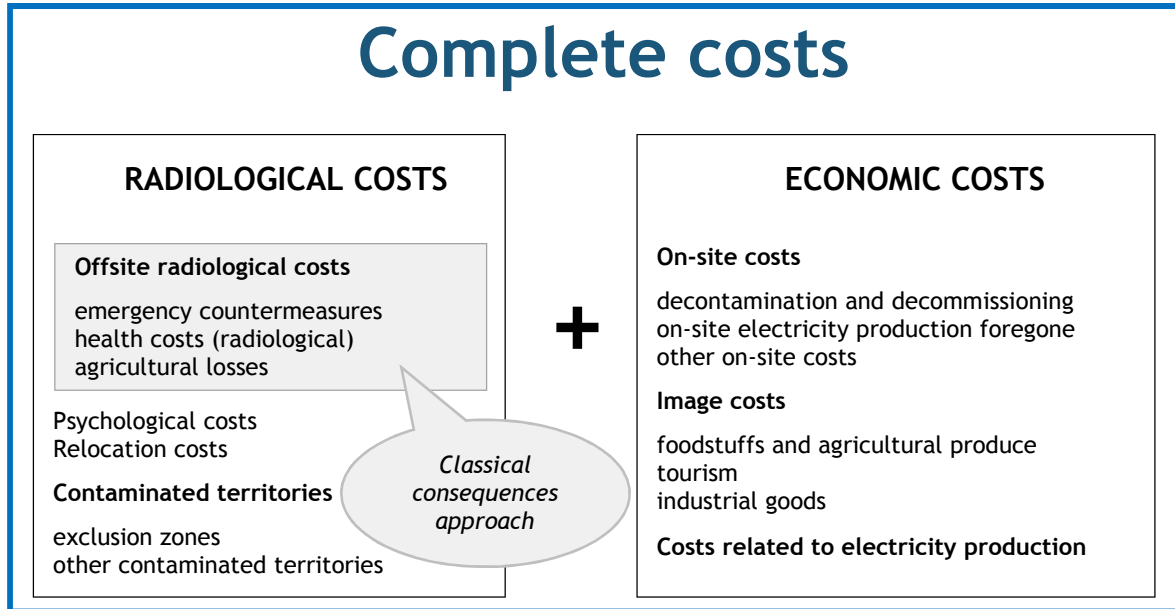 Complete costs
RADIOLOGICAL COSTS
Offsite radiological costs
emergency countermeasures
health costs (radiological)
agricultural losses
Psychological costs
Relocation costs
Contaminated territories
exclusion zones
other contaminated territories
Classical
consequences
approach
+
ECONOMIC COSTS
On-site costs
decontamination and decommissioning
on-site electricity production foregone
other on-site costs
Image costs
foodstuffs and agricultural produce
tourism
industrial goods
Costs related to electricity production